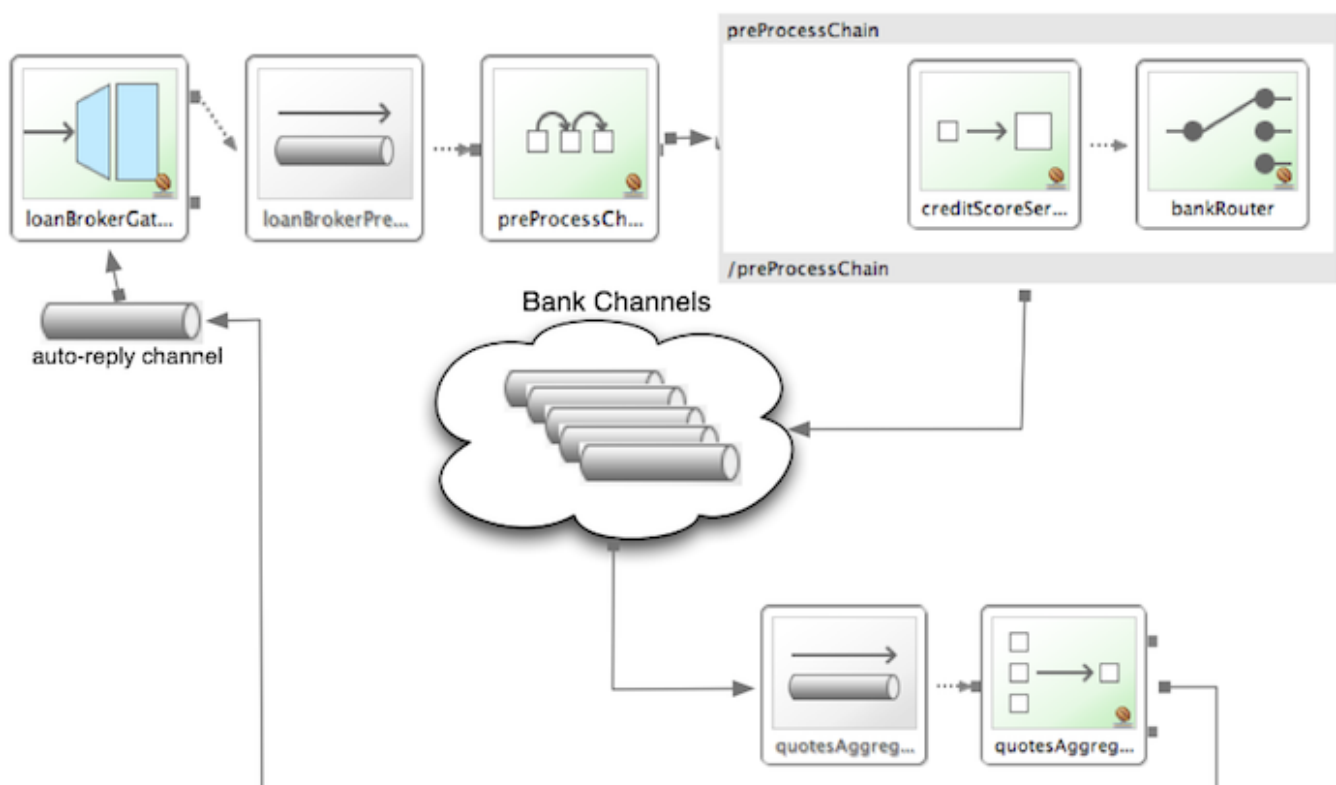 preProcessChain
loanBrokerGat...
loanBrokerPre...
preProcessCh...
creditScoreSer...
bankRouter
/preProcessChain
Bank Channels
auto-reply channel
quotesAggreg...
quotesAggreg...